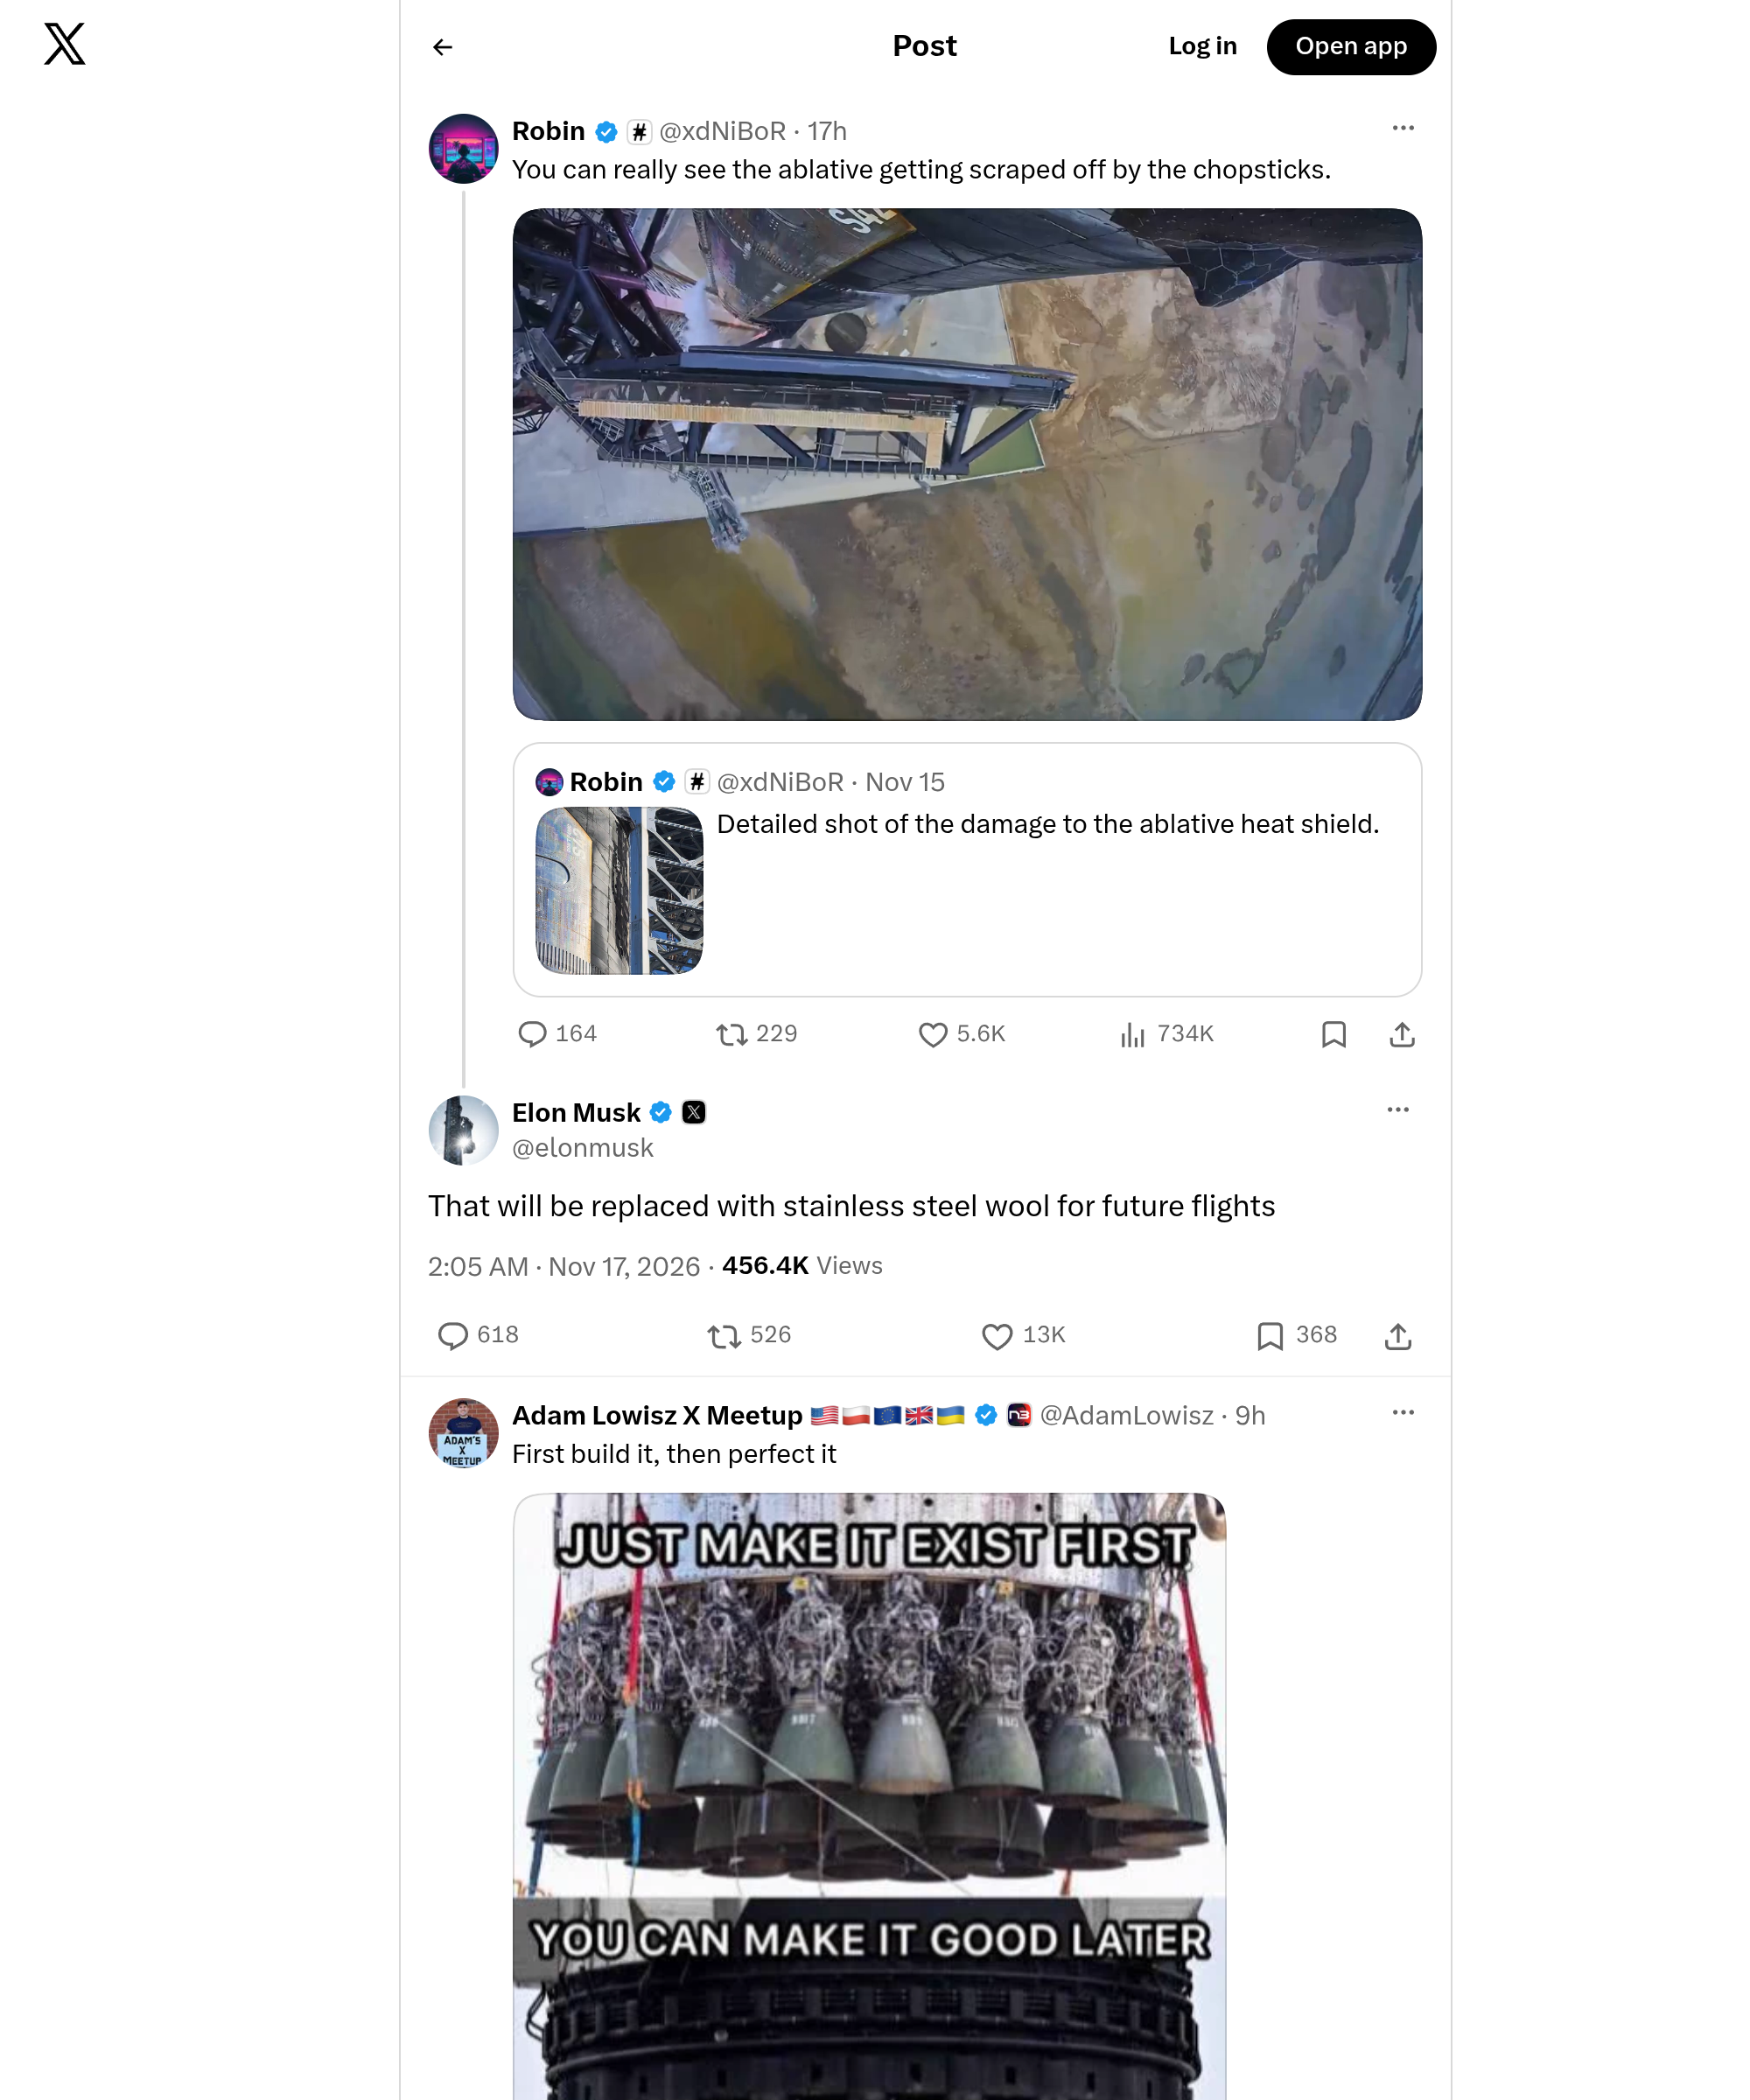 Post
Log in
Open app
Robin @xdNiBoR · 17h
You can really see the ablative getting scraped off by the chopsticks.
S42
Robin @xdNiBoR · Nov 15
Detailed shot of the damage to the ablative heat shield.
164 229 5.6K 734K
Elon Musk
@elonmusk
That will be replaced with stainless steel wool for future flights
2:05 AM · Nov 17, 2026 · 456.4K Views
618 526 13K 368
Adam Lowisz X Meetup 🇺🇸🇵🇱🇪🇺🇬🇧🇺🇦 @AdamLowisz · 9h
ADAM'S
X
MEETUP
First build it, then perfect it
JUST MAKE IT EXIST FIRST
YOU CAN MAKE IT GOOD LATER